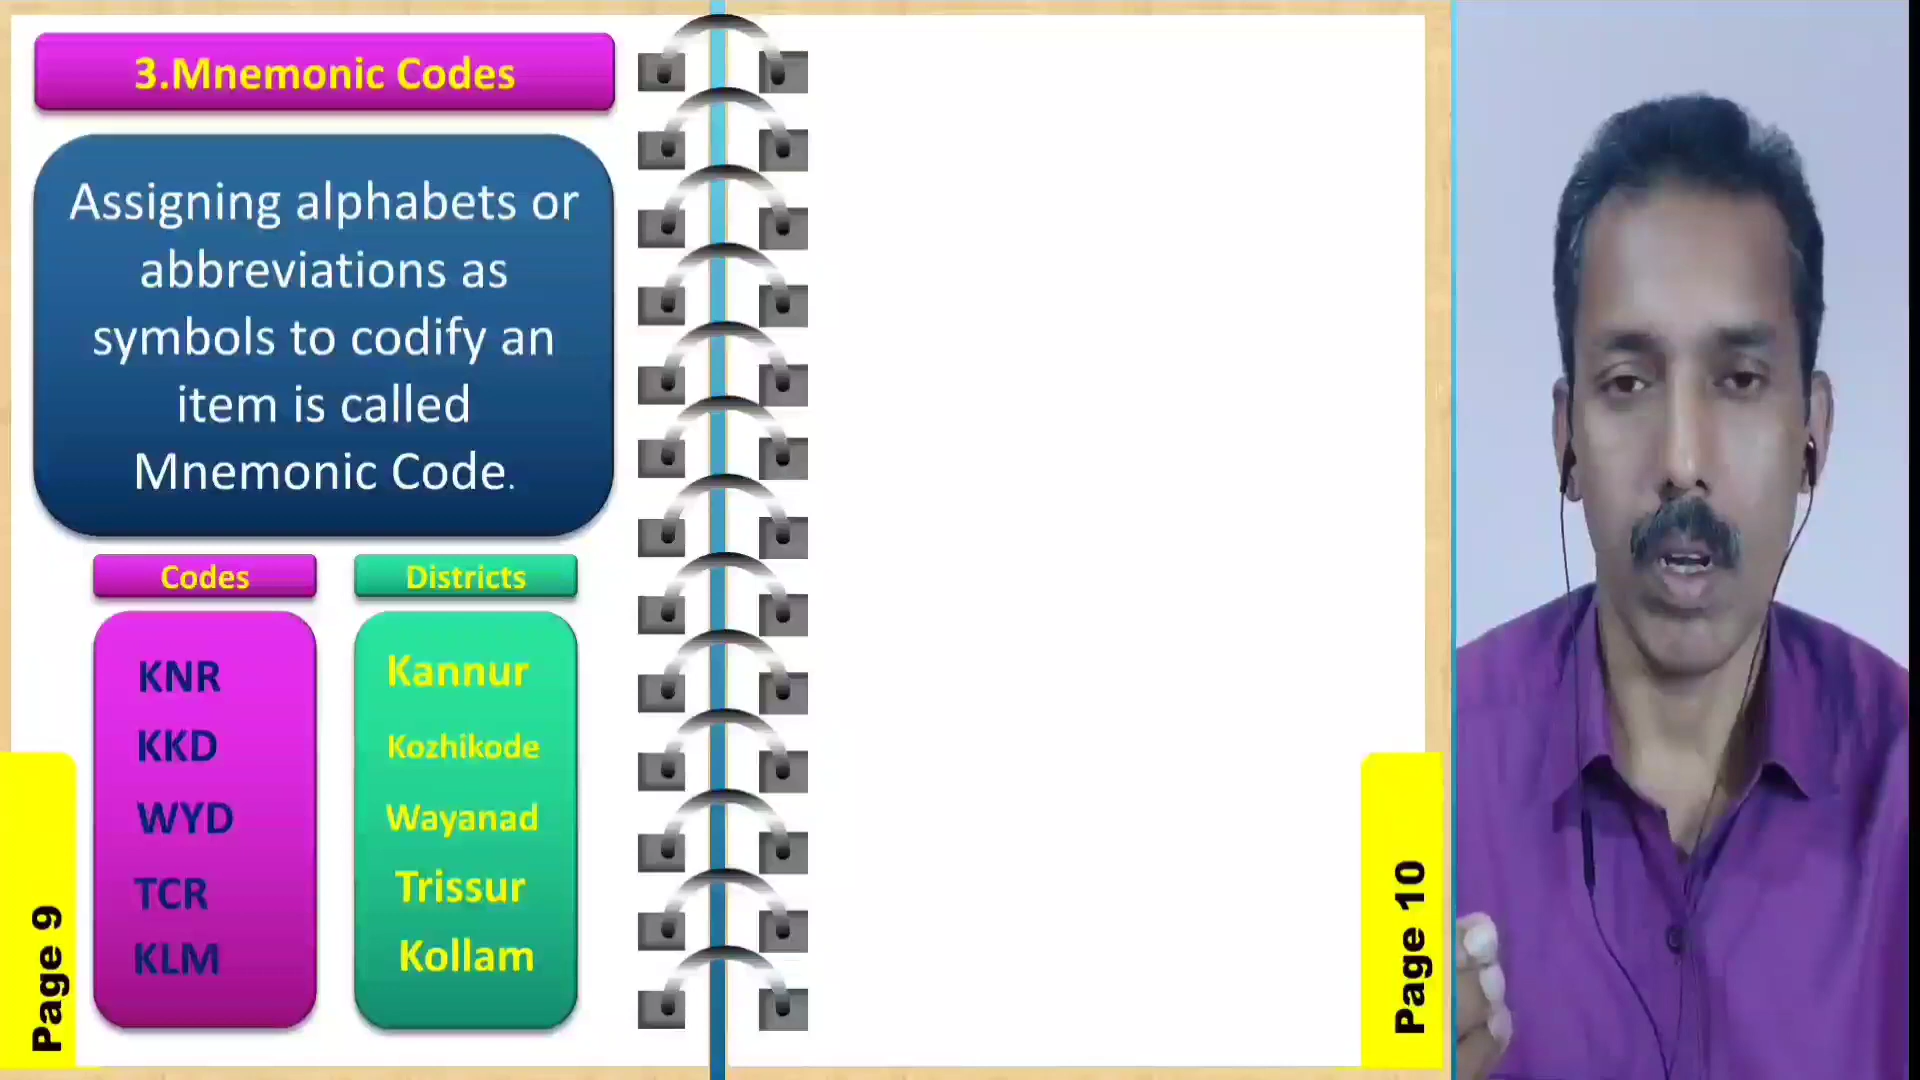 3.Mnemonic Codes
Assigning alphabets or
abbreviations as
symbols to codify an
item is called
Mnemonic Code.
Codes
Districts
KNR
Kannur
KKD
Kozhikode
WYD
Wayanad
TCR
Trissur
KLM
Kollam
Page 9
Page 10